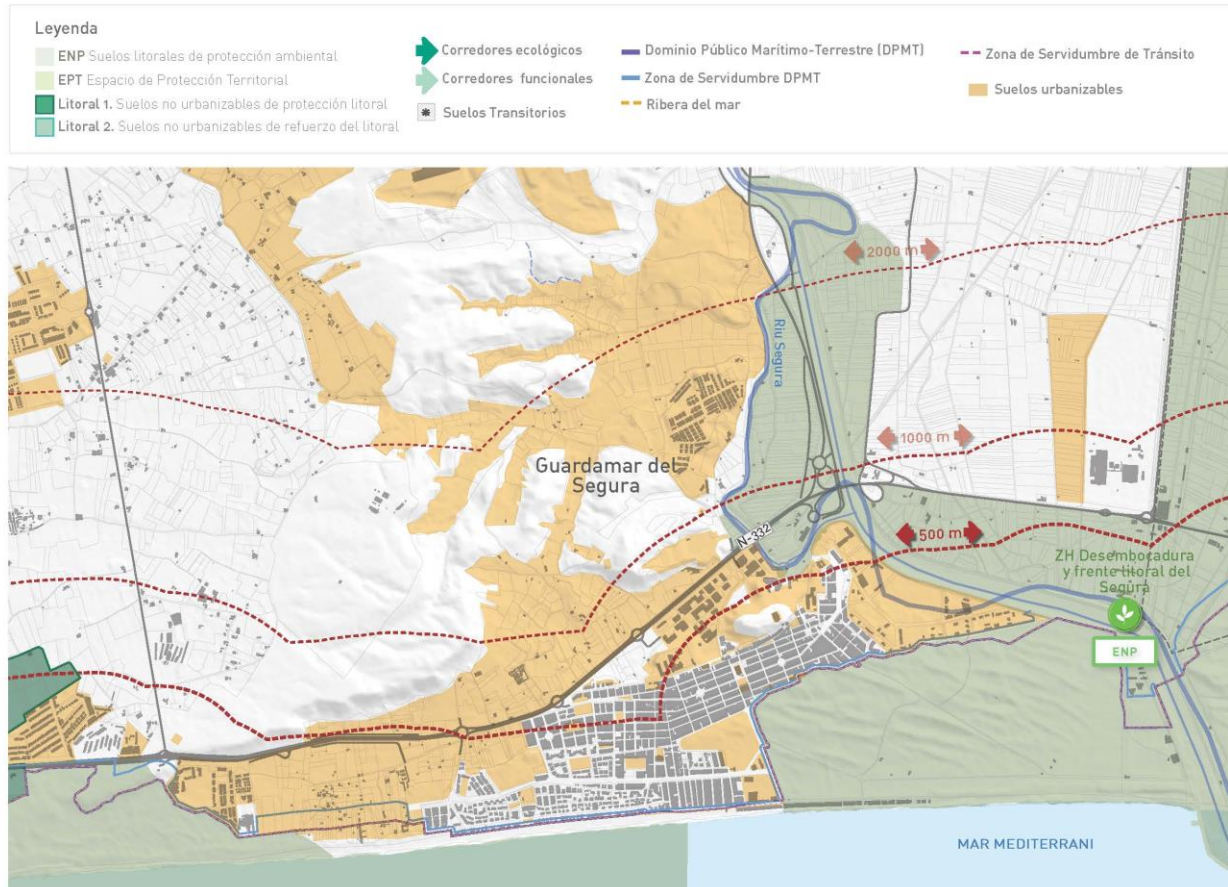 Leyenda
ENP Suelos litorales de protección ambiental
EPT Espacio de Protección Territorial
Litoral 1. Suelos no urbanizables de protección litoral
Litoral 2. Suelos no urbanizables de refuerzo del litoral
Corredores ecológicos
Corredores funcionales
Suelos Transitorios
Dominio Público Marítimo-Terrestre (DPMT)
Zona de Servidumbre DPMT
Ribera del mar
Zona de Servidumbre de Tránsito
Suelos urbanizables
2000 m
Riu Segura
1000 m
Guardamar del
Segura
N-332
500 m
ZH Desembocadura
y frente litoral del
Segura
ENP
MAR MEDITERRANI